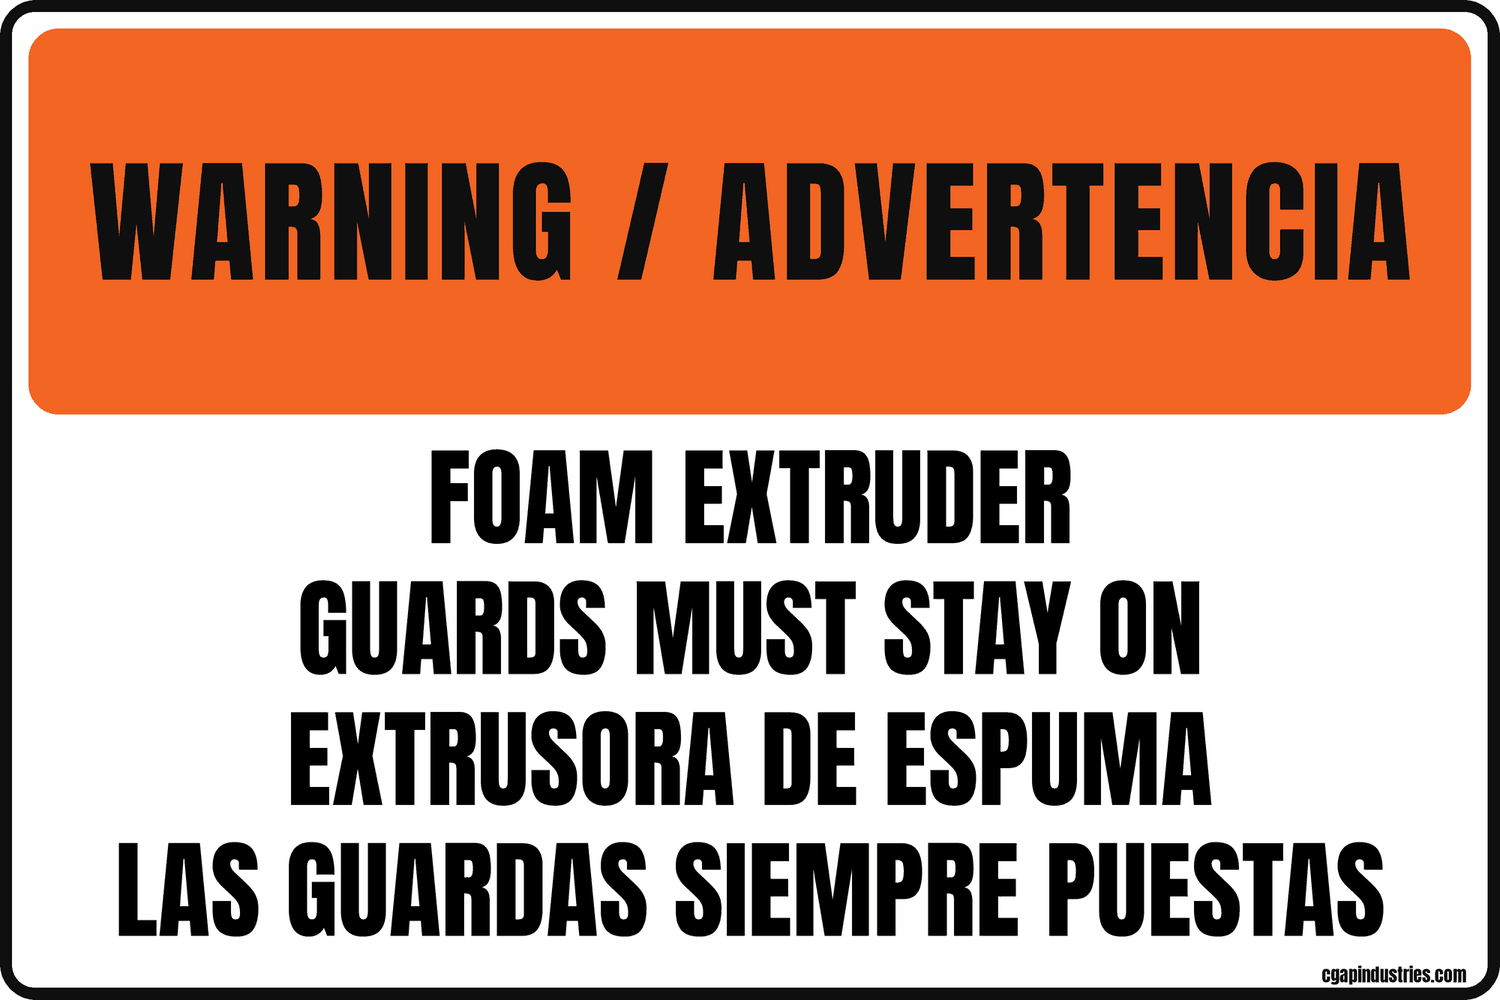 WARNING / ADVERTENCIA
FOAM EXTRUDER
GUARDS MUST STAY ON
EXTRUSORA DE ESPUMA
LAS GUARDAS SIEMPRE PUESTAS
cgapindustries.com